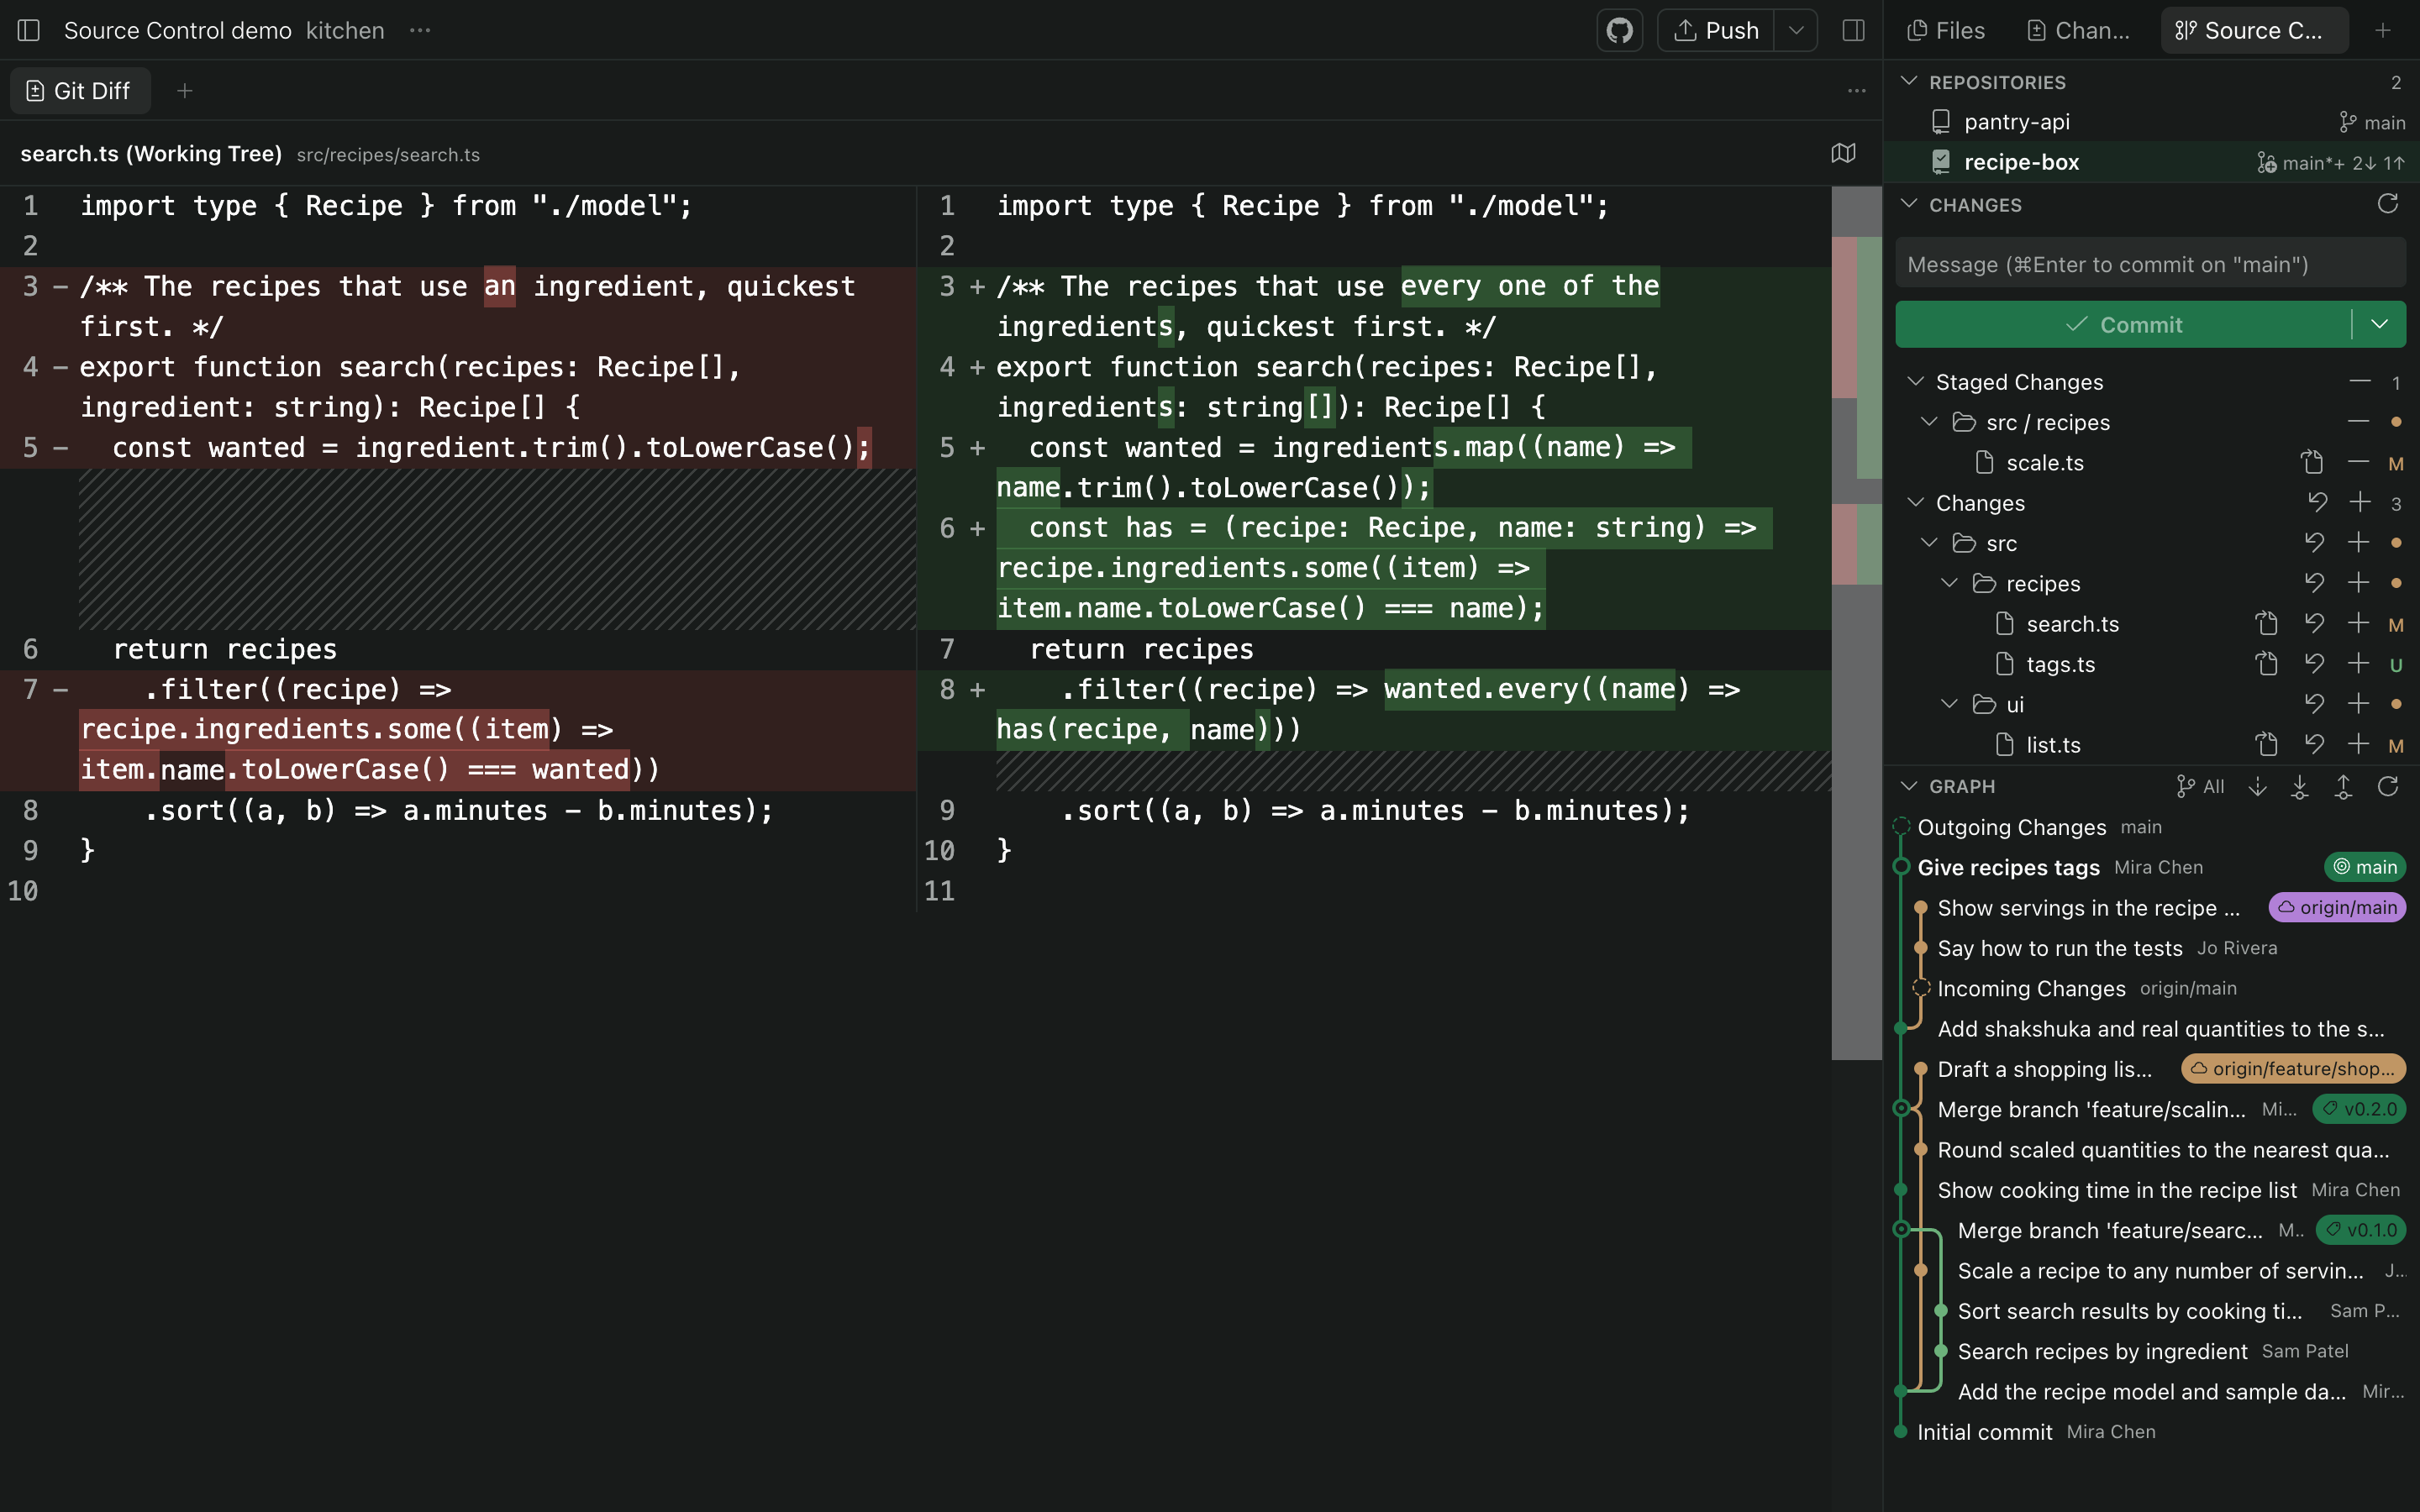 Source Control demo kitchen ···
Push
Files
Chan...
Source C...
Git Diff
search.ts (Working Tree) src/recipes/search.ts
1 import type { Recipe } from "./model";
2
3 – /** The recipes that use an ingredient, quickest
first. */
4 – export function search(recipes: Recipe[],
ingredient: string): Recipe[] {
5 – const wanted = ingredient.trim().toLowerCase();
6 return recipes
7 – .filter((recipe) =>
recipe.ingredients.some((item) =>
item.name.toLowerCase() === wanted))
8 .sort((a, b) => a.minutes - b.minutes);
9 }
10
1 import type { Recipe } from "./model";
2
3 + /** The recipes that use every one of the
ingredients, quickest first. */
4 + export function search(recipes: Recipe[],
ingredients: string[]): Recipe[] {
5 + const wanted = ingredients.map((name) =>
name.trim().toLowerCase());
6 + const has = (recipe: Recipe, name: string) =>
recipe.ingredients.some((item) =>
item.name.toLowerCase() === name);
7 return recipes
8 + .filter((recipe) => wanted.every((name) =>
has(recipe, name)))
9 .sort((a, b) => a.minutes - b.minutes);
10 }
11
REPOSITORIES 2
pantry-api main
recipe-box main*+ 2↓ 1↑
CHANGES
Message (⌘Enter to commit on "main")
Commit
Staged Changes 1
src / recipes
scale.ts M
Changes 3
src
recipes
search.ts M
tags.ts U
ui
list.ts M
GRAPH All
Outgoing Changes main
Give recipes tags Mira Chen main
Show servings in the recipe ... origin/main
Say how to run the tests Jo Rivera
Incoming Changes origin/main
Add shakshuka and real quantities to the s...
Draft a shopping lis... origin/feature/shop...
Merge branch 'feature/scalin... Mi... v0.2.0
Round scaled quantities to the nearest qua...
Show cooking time in the recipe list Mira Chen
Merge branch 'feature/searc... M.. v0.1.0
Scale a recipe to any number of servin... J...
Sort search results by cooking ti... Sam P...
Search recipes by ingredient Sam Patel
Add the recipe model and sample da... Mir...
Initial commit Mira Chen